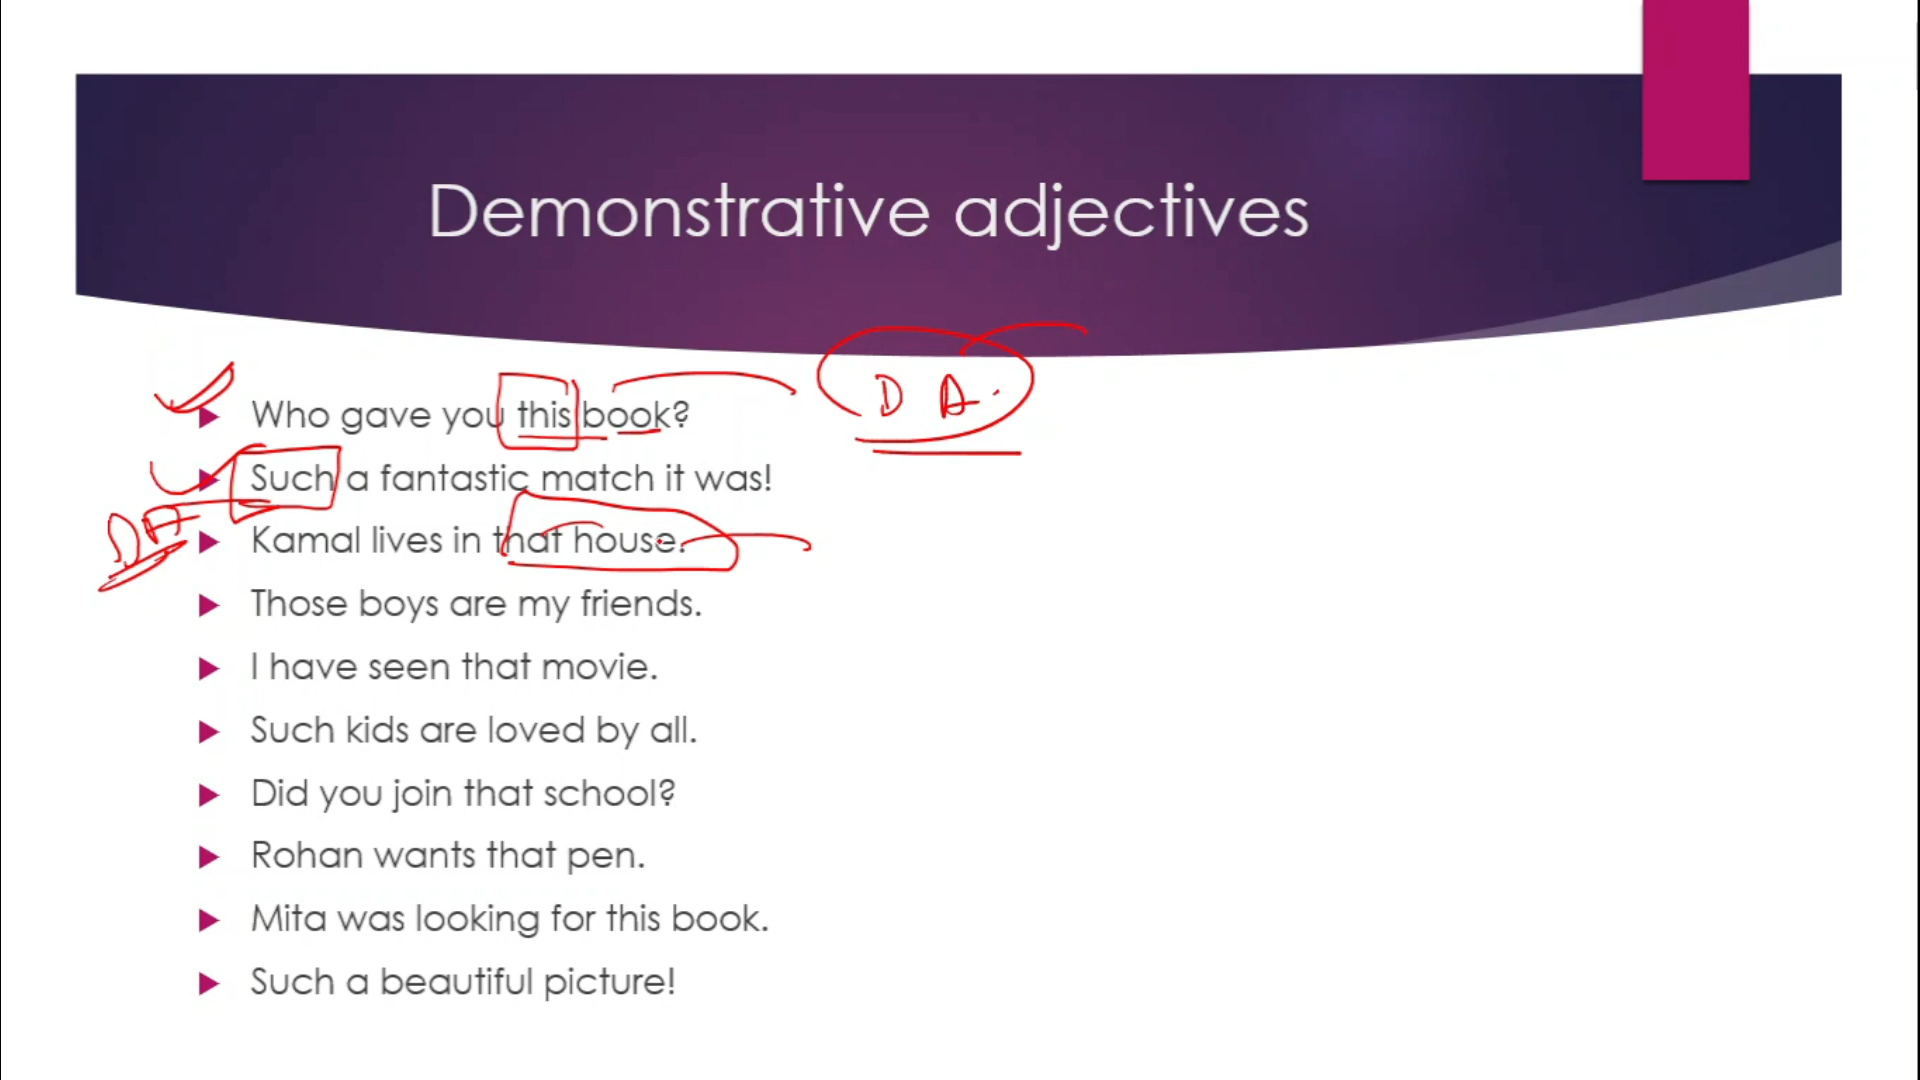 Demonstrative adjectives
D A.
Who gave you this book?
Such a fantastic match it was!
DA
Kamal lives in that house.
Those boys are my friends.
I have seen that movie.
Such kids are loved by all.
Did you join that school?
Rohan wants that pen.
Mita was looking for this book.
Such a beautiful picture!